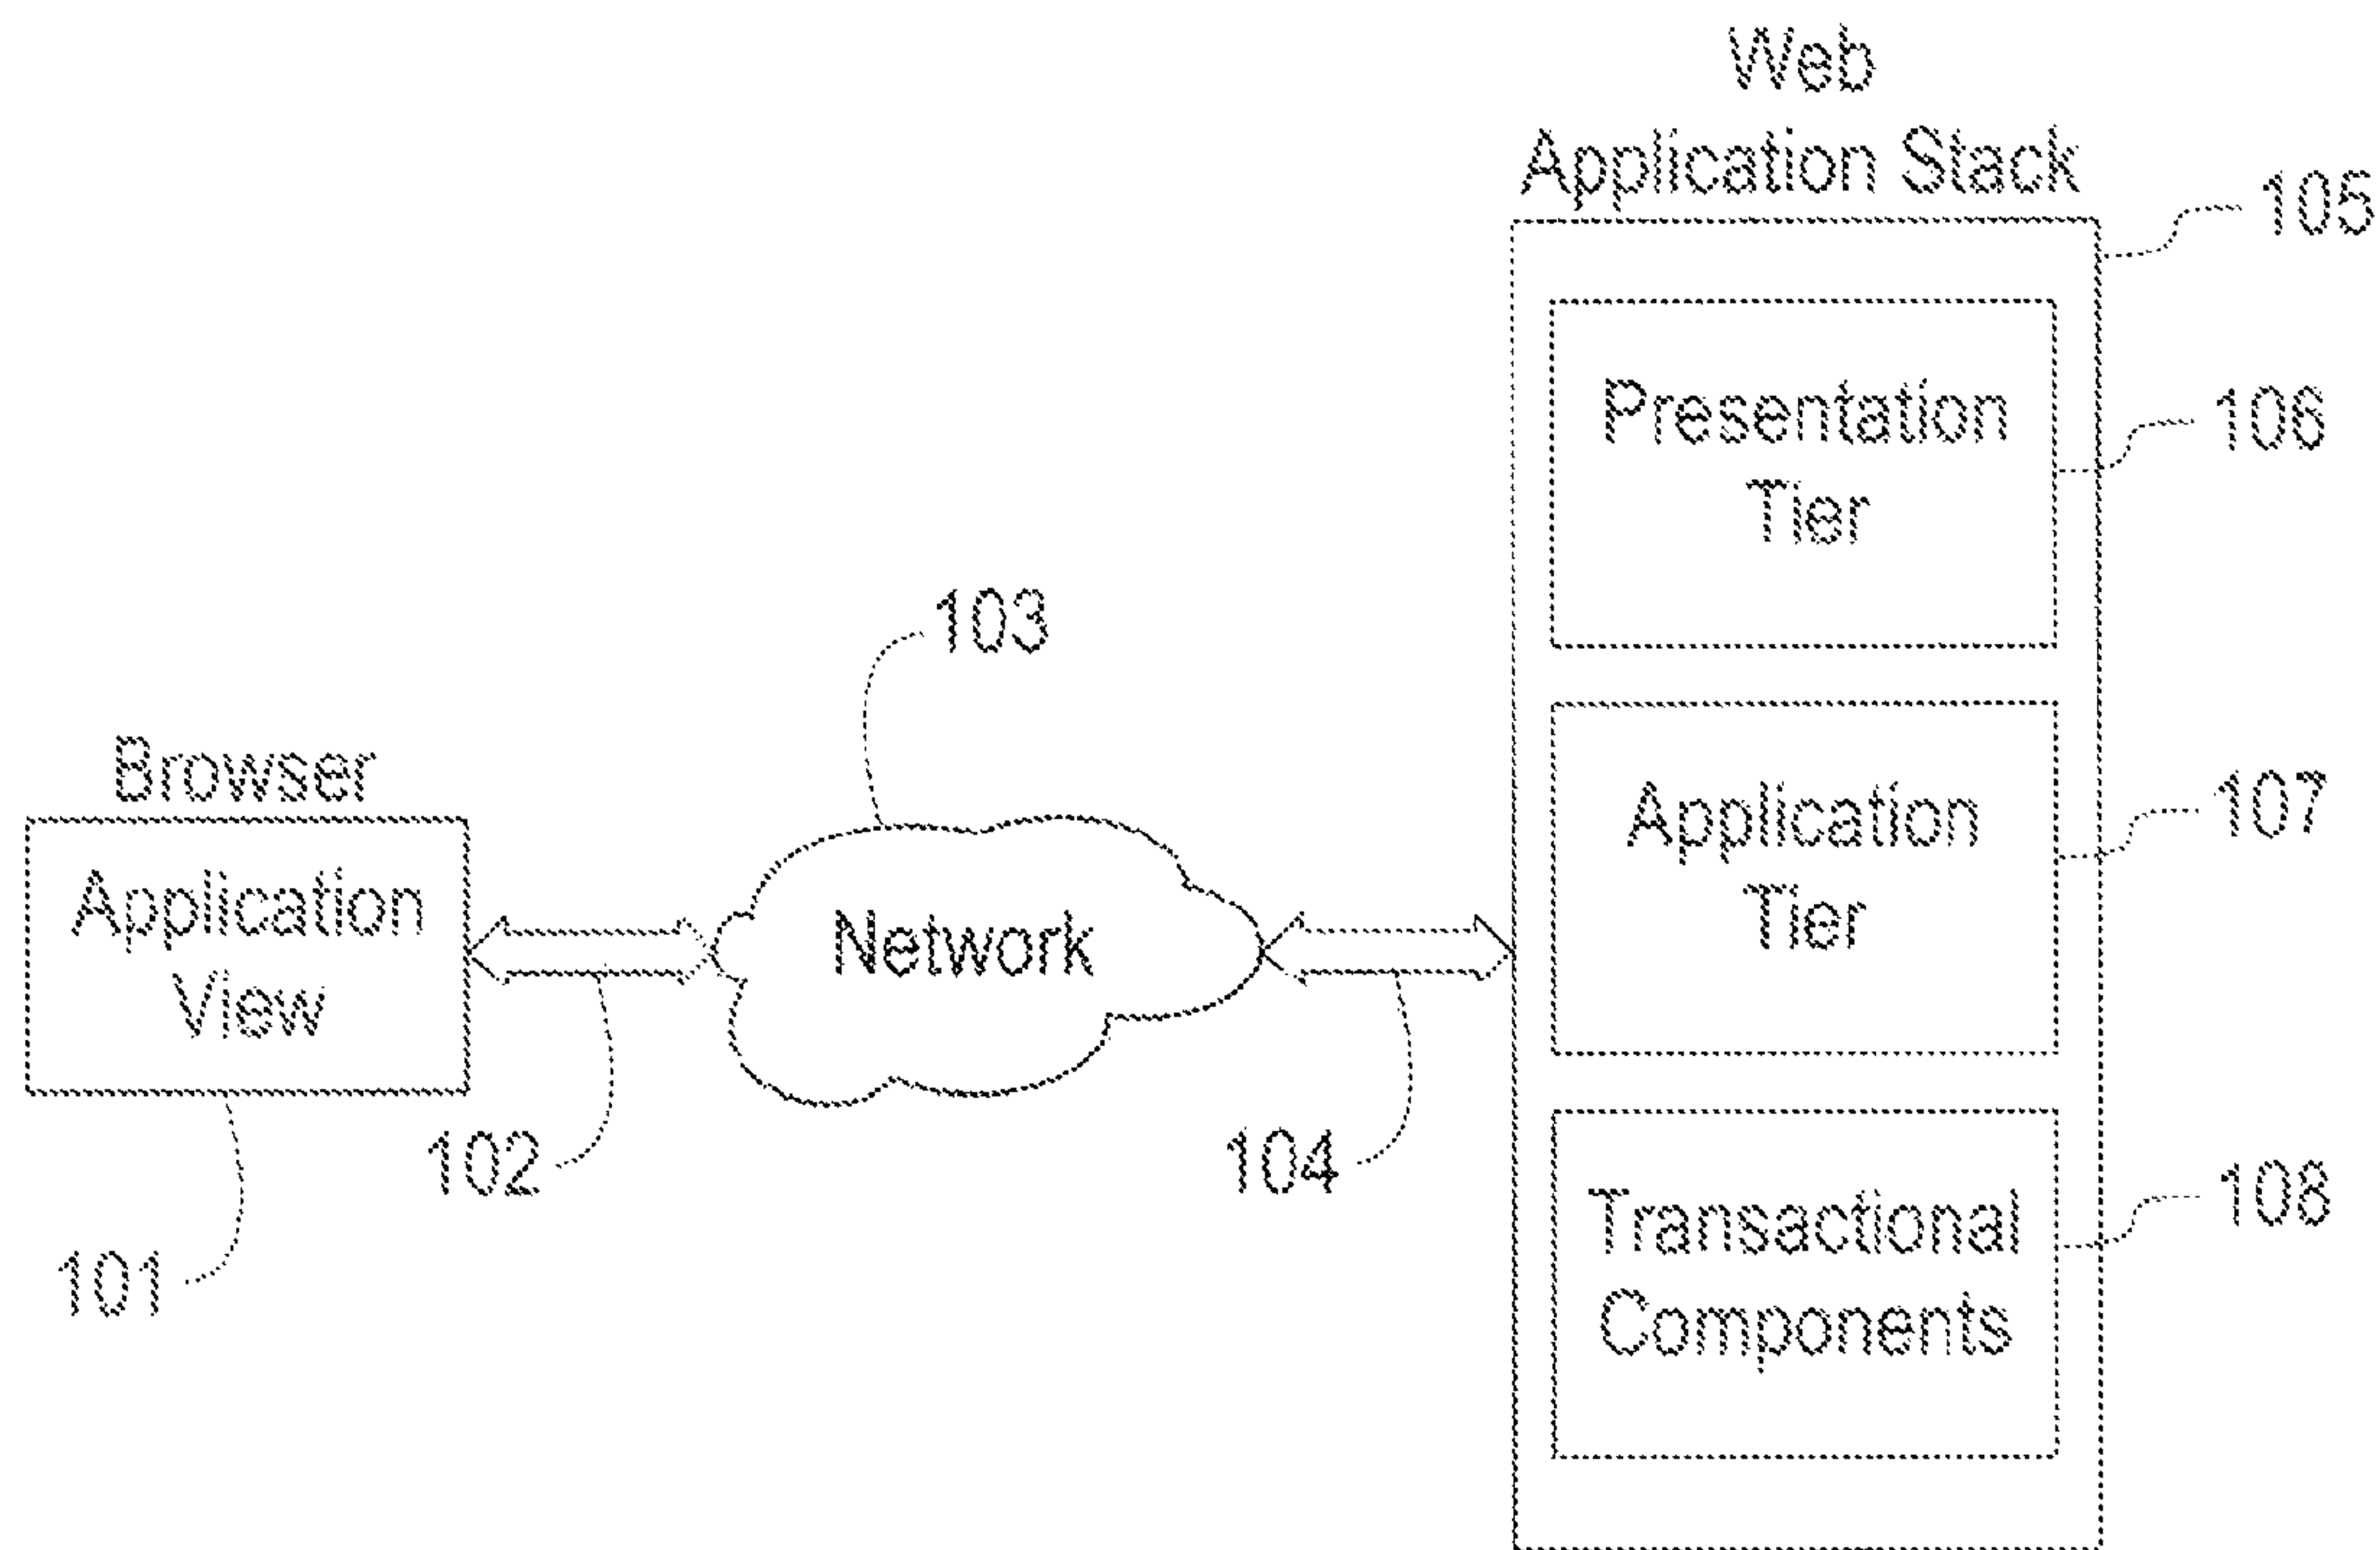 Web
Application Stack
105
Presentation
Tier
106
103
Browser
Application
View
Network
Application
Tier
107
102
104
101
Transactional
Components
108